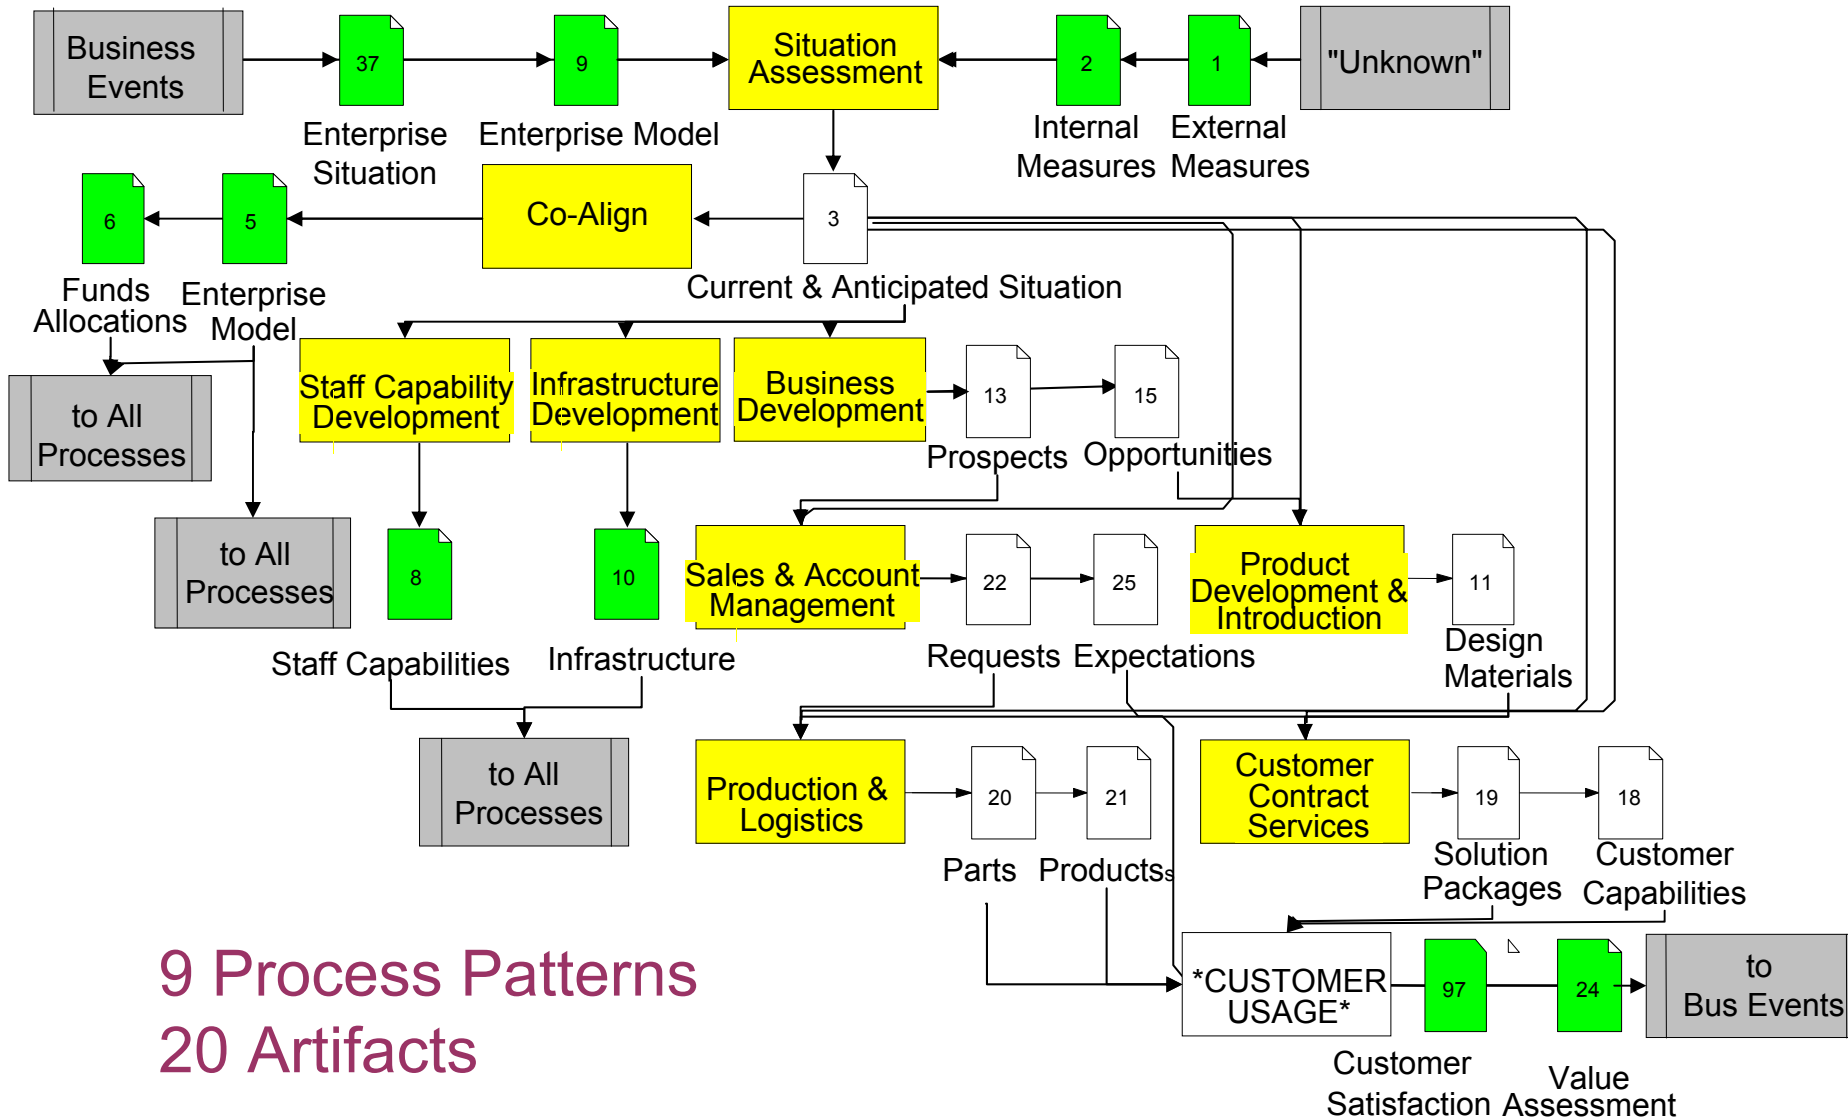 Business
Events
37
9
Situation
Assessment
2
1
"Unknown"
Enterprise
Situation
Enterprise Model
Internal
Measures
External
Measures
6
5
Co-Align
3
Funds
Allocations
Enterprise
Model
Current & Anticipated Situation
to All
Processes
Staff Capability
Development
Infrastructure
Development
Business
Development
13
15
Prospects
Opportunities
to All
Processes
8
10
Sales & Account
Management
22
25
Product
Development &
Introduction
11
Staff Capabilities
Infrastructure
Requests
Expectations
Design
Materials
to All
Processes
Production &
Logistics
20
21
Customer
Contract
Services
19
18
Parts
Productss
Solution
Packages
Customer
Capabilities
9 Process Patterns
20 Artifacts
*CUSTOMER
USAGE*
97
24
to
Bus Events
Customer
Satisfaction
Value
Assessment